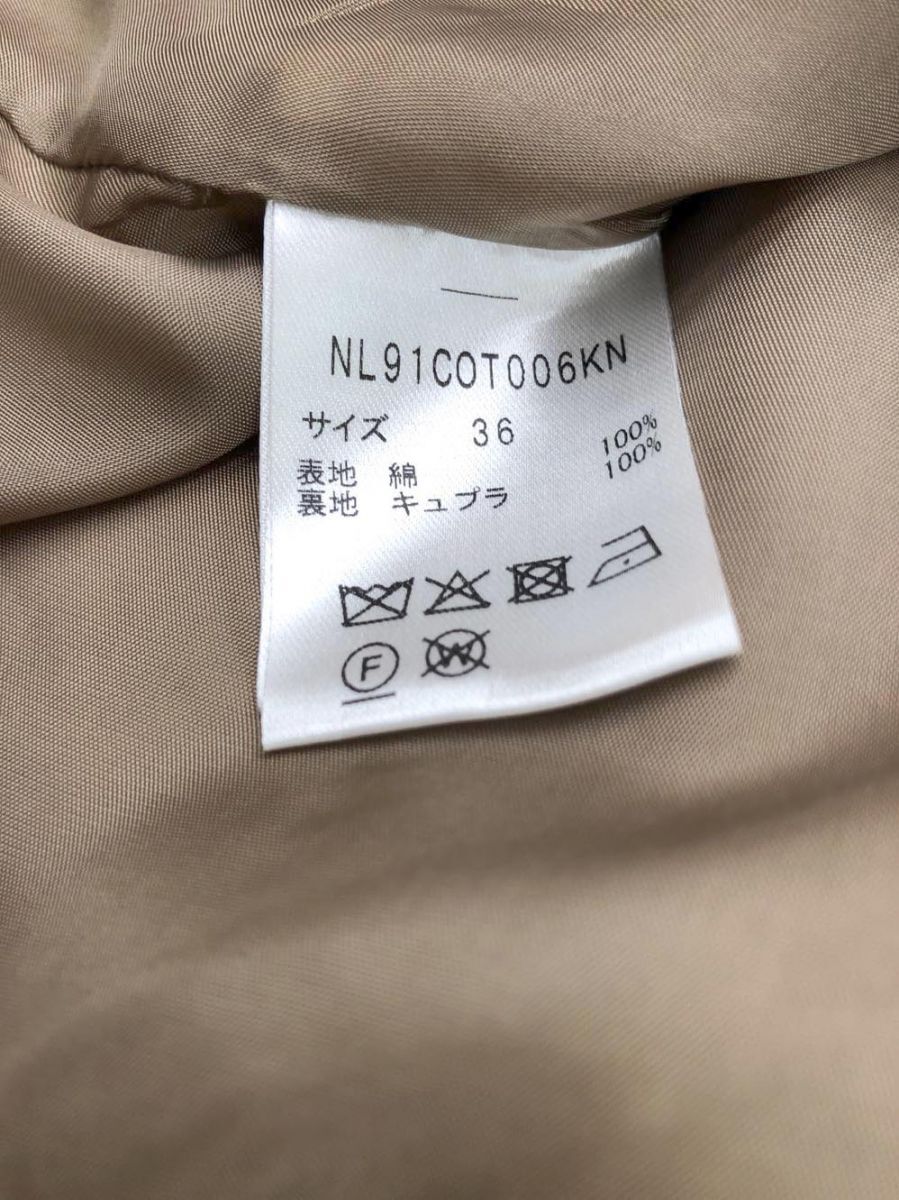 NL91COT006KN
サイズ 36
表地 綿 100%
裏地 キュプラ 100%
F W